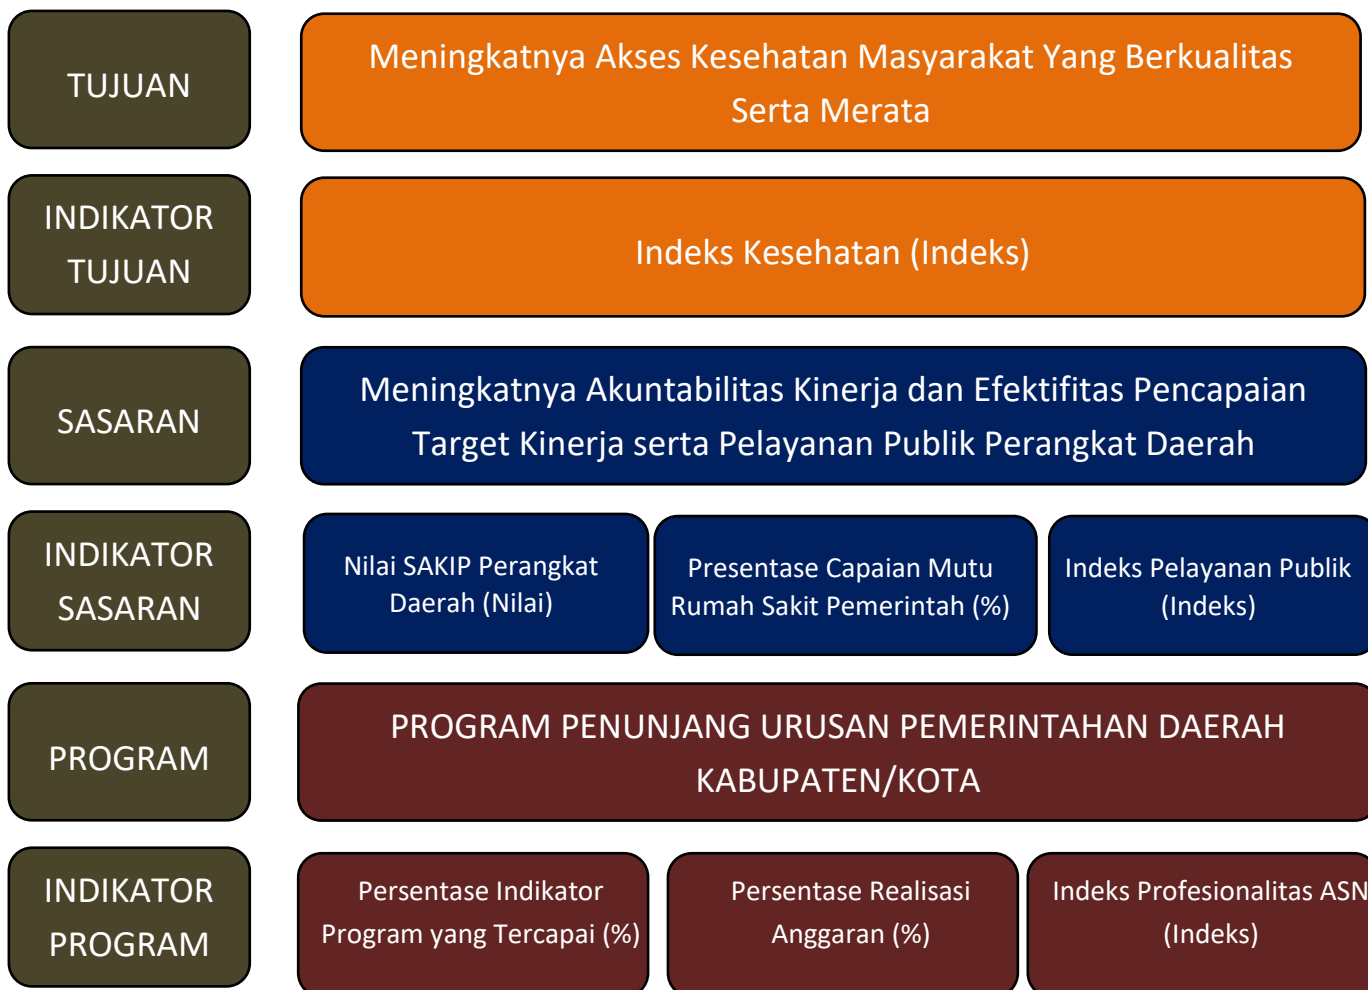 TUJUAN
Meningkatnya Akses Kesehatan Masyarakat Yang Berkualitas
Serta Merata
INDIKATOR
TUJUAN
Indeks Kesehatan (Indeks)
SASARAN
Meningkatnya Akuntabilitas Kinerja dan Efektifitas Pencapaian
Target Kinerja serta Pelayanan Publik Perangkat Daerah
INDIKATOR
SASARAN
Nilai SAKIP Perangkat
Daerah (Nilai)
Presentase Capaian Mutu
Rumah Sakit Pemerintah (%)
Indeks Pelayanan Publik
(Indeks)
PROGRAM
PROGRAM PENUNJANG URUSAN PEMERINTAHAN DAERAH
KABUPATEN/KOTA
INDIKATOR
PROGRAM
Persentase Indikator
Program yang Tercapai (%)
Persentase Realisasi
Anggaran (%)
Indeks Profesionalitas ASN
(Indeks)